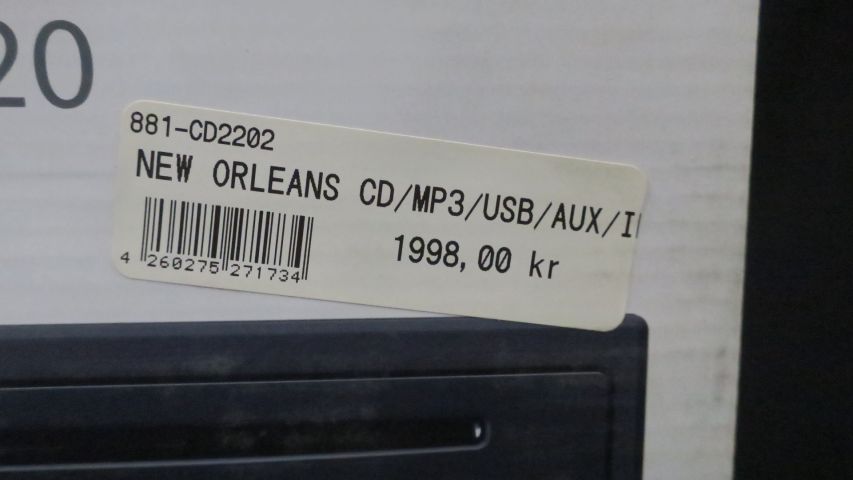 20
881-CD2202
NEW ORLEANS CD/MP3/USB/AUX/I
1998,00 kr
4 260275 271734